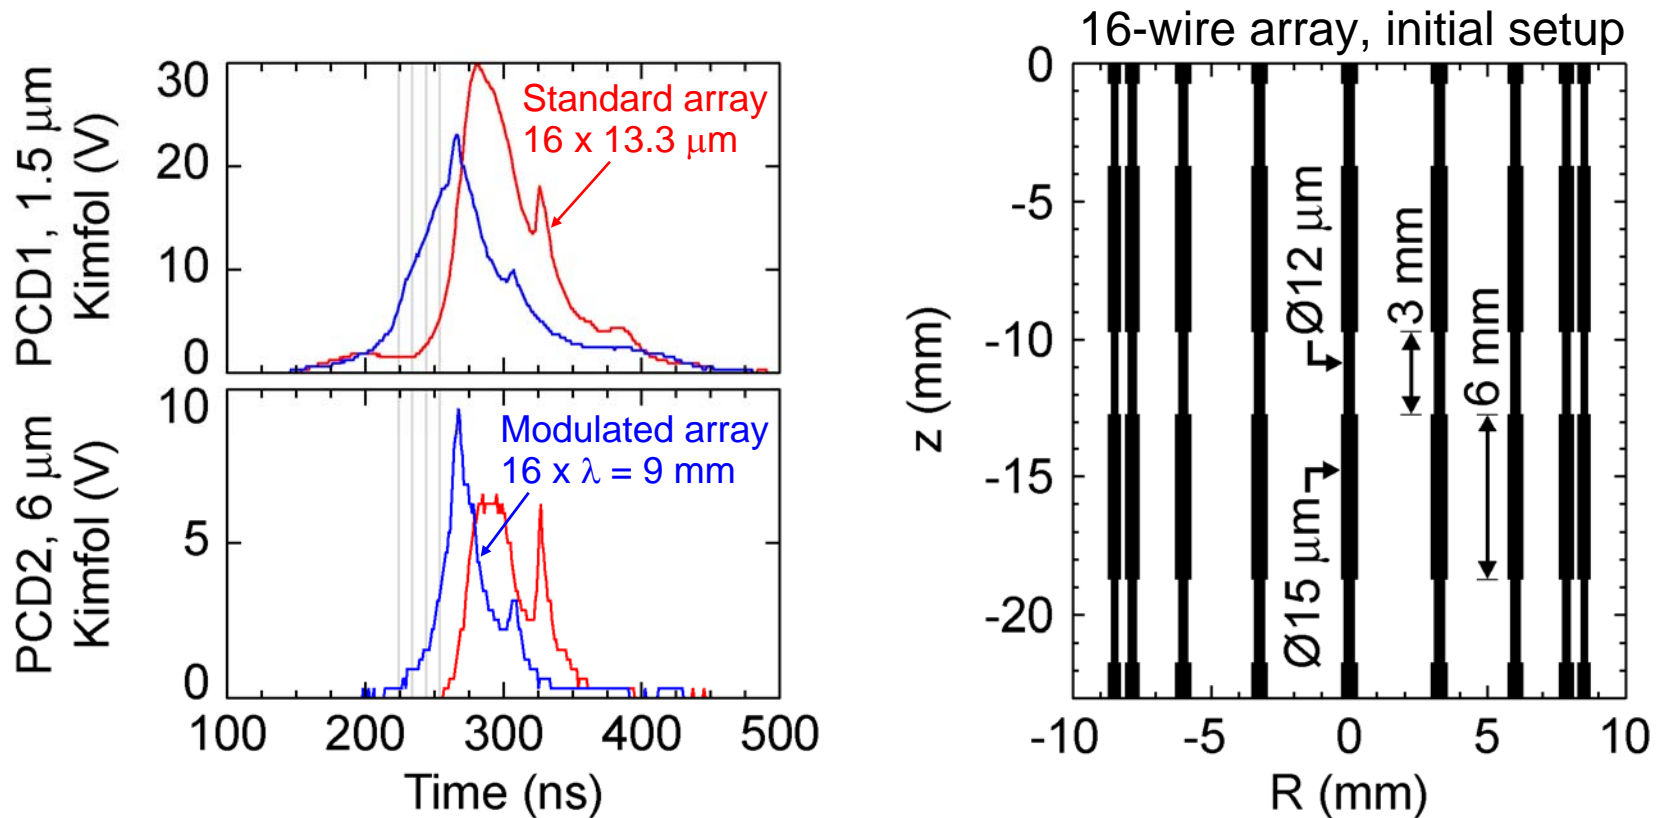 PCD1, 1.5 μm
Kimfol (V)
30
20
10
0
Standard array
16 x 13.3 μm
PCD2, 6 μm
Kimfol (V)
10
5
0
Modulated array
16 x λ = 9 mm
100
200
300
400
500
Time (ns)
16-wire array, initial setup
z (mm)
0
-5
-10
-15
-20
Ø12 μm
3 mm
6 mm
Ø15 μm
-10
-5
0
5
10
R (mm)